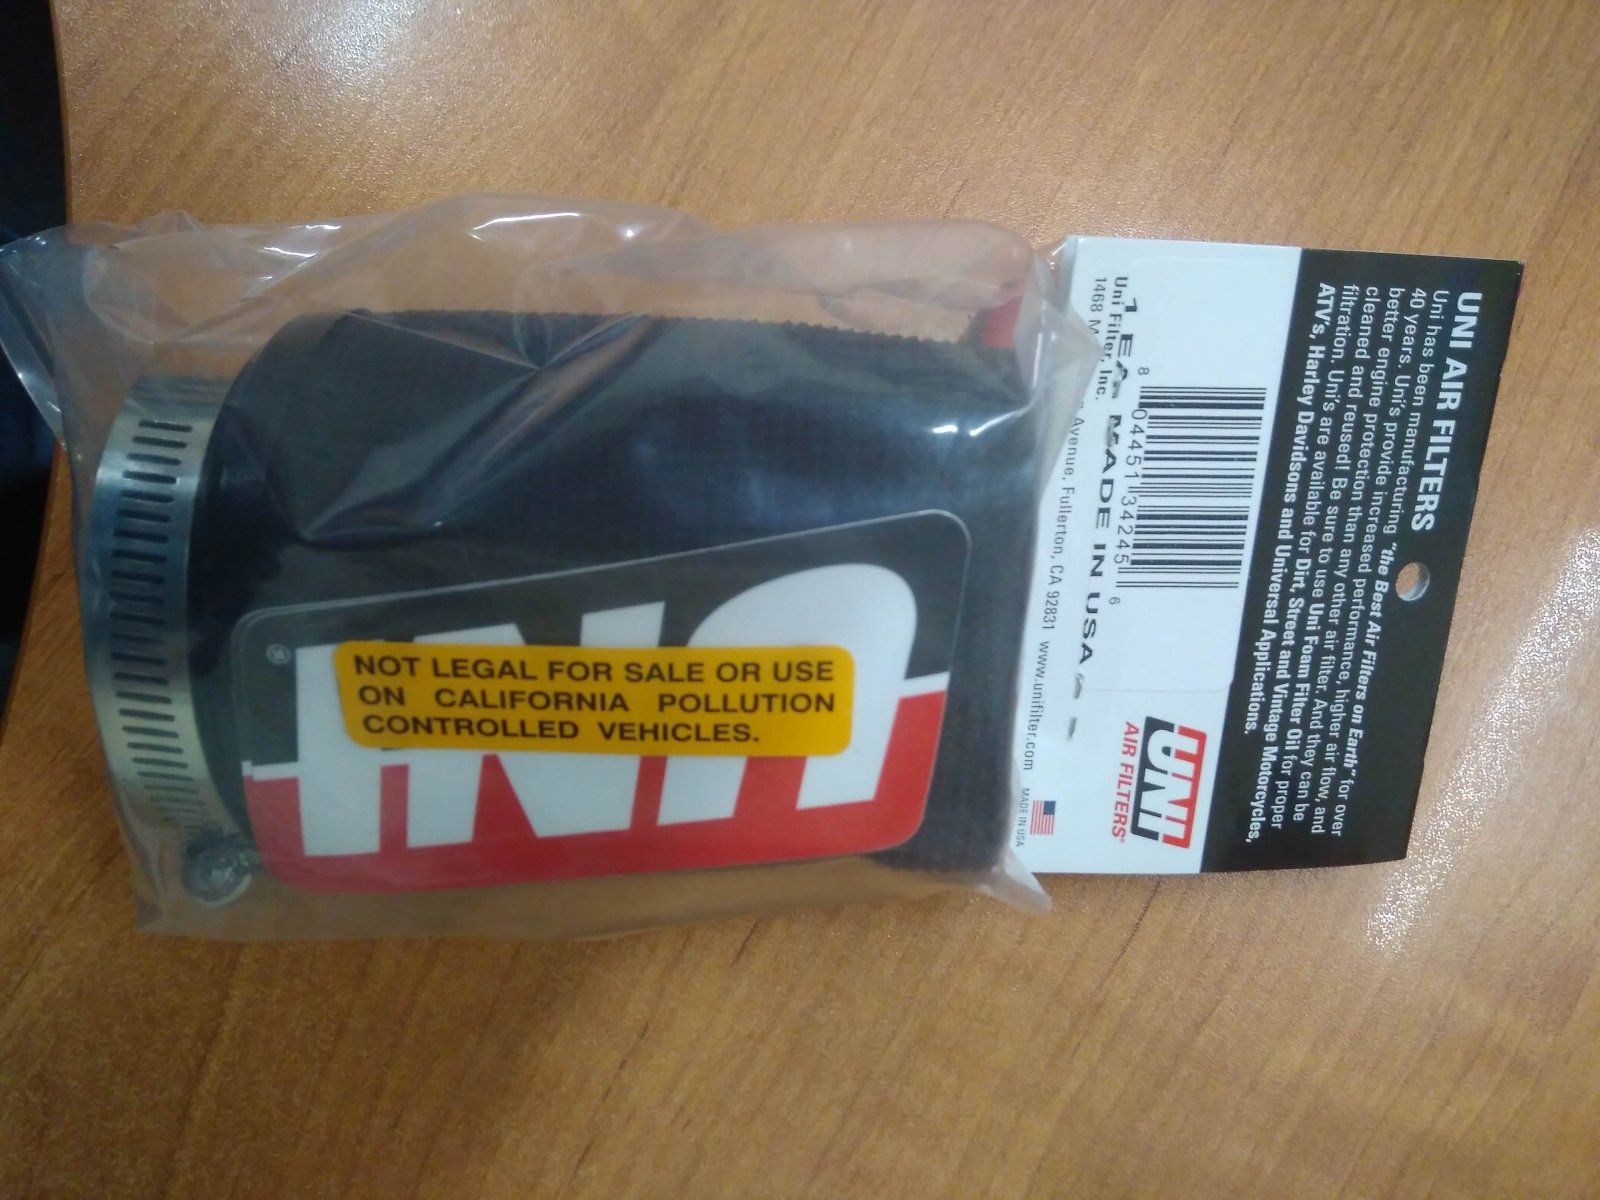 UNI AIR FILTERS
Uni has been manufacturing "the Best Air Filters on Earth" for over
40 years. Uni's provide increased performance, higher air flow, and
better engine protection than any other air filter. And they can be
cleaned and reused! Be sure to use Uni Foam Filter Oil for proper
filtration. Uni's are available for Dirt, Street and Vintage Motorcycles,
ATV's, Harley Davidsons and Universal Applications.
UNI
AIR FILTERS®
8 04451 34245 6
1 EA. MADE IN USA
Uni Filter, Inc.
1468 Avenue, Fullerton, CA 92831 www.unifilter.com
MADE IN USA
UNI®
NOT LEGAL FOR SALE OR USE
ON CALIFORNIA POLLUTION
CONTROLLED VEHICLES.